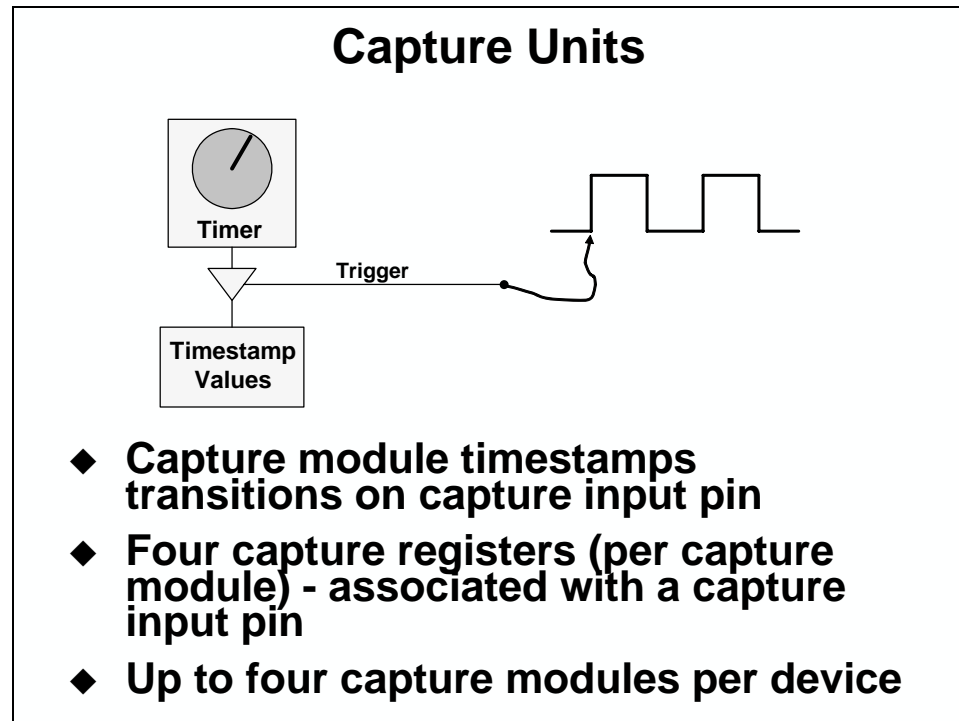 Capture Units
Timer
Trigger
Timestamp
Values
◆ Capture module timestamps
transitions on capture input pin
◆ Four capture registers (per capture
module) - associated with a capture
input pin
◆ Up to four capture modules per device